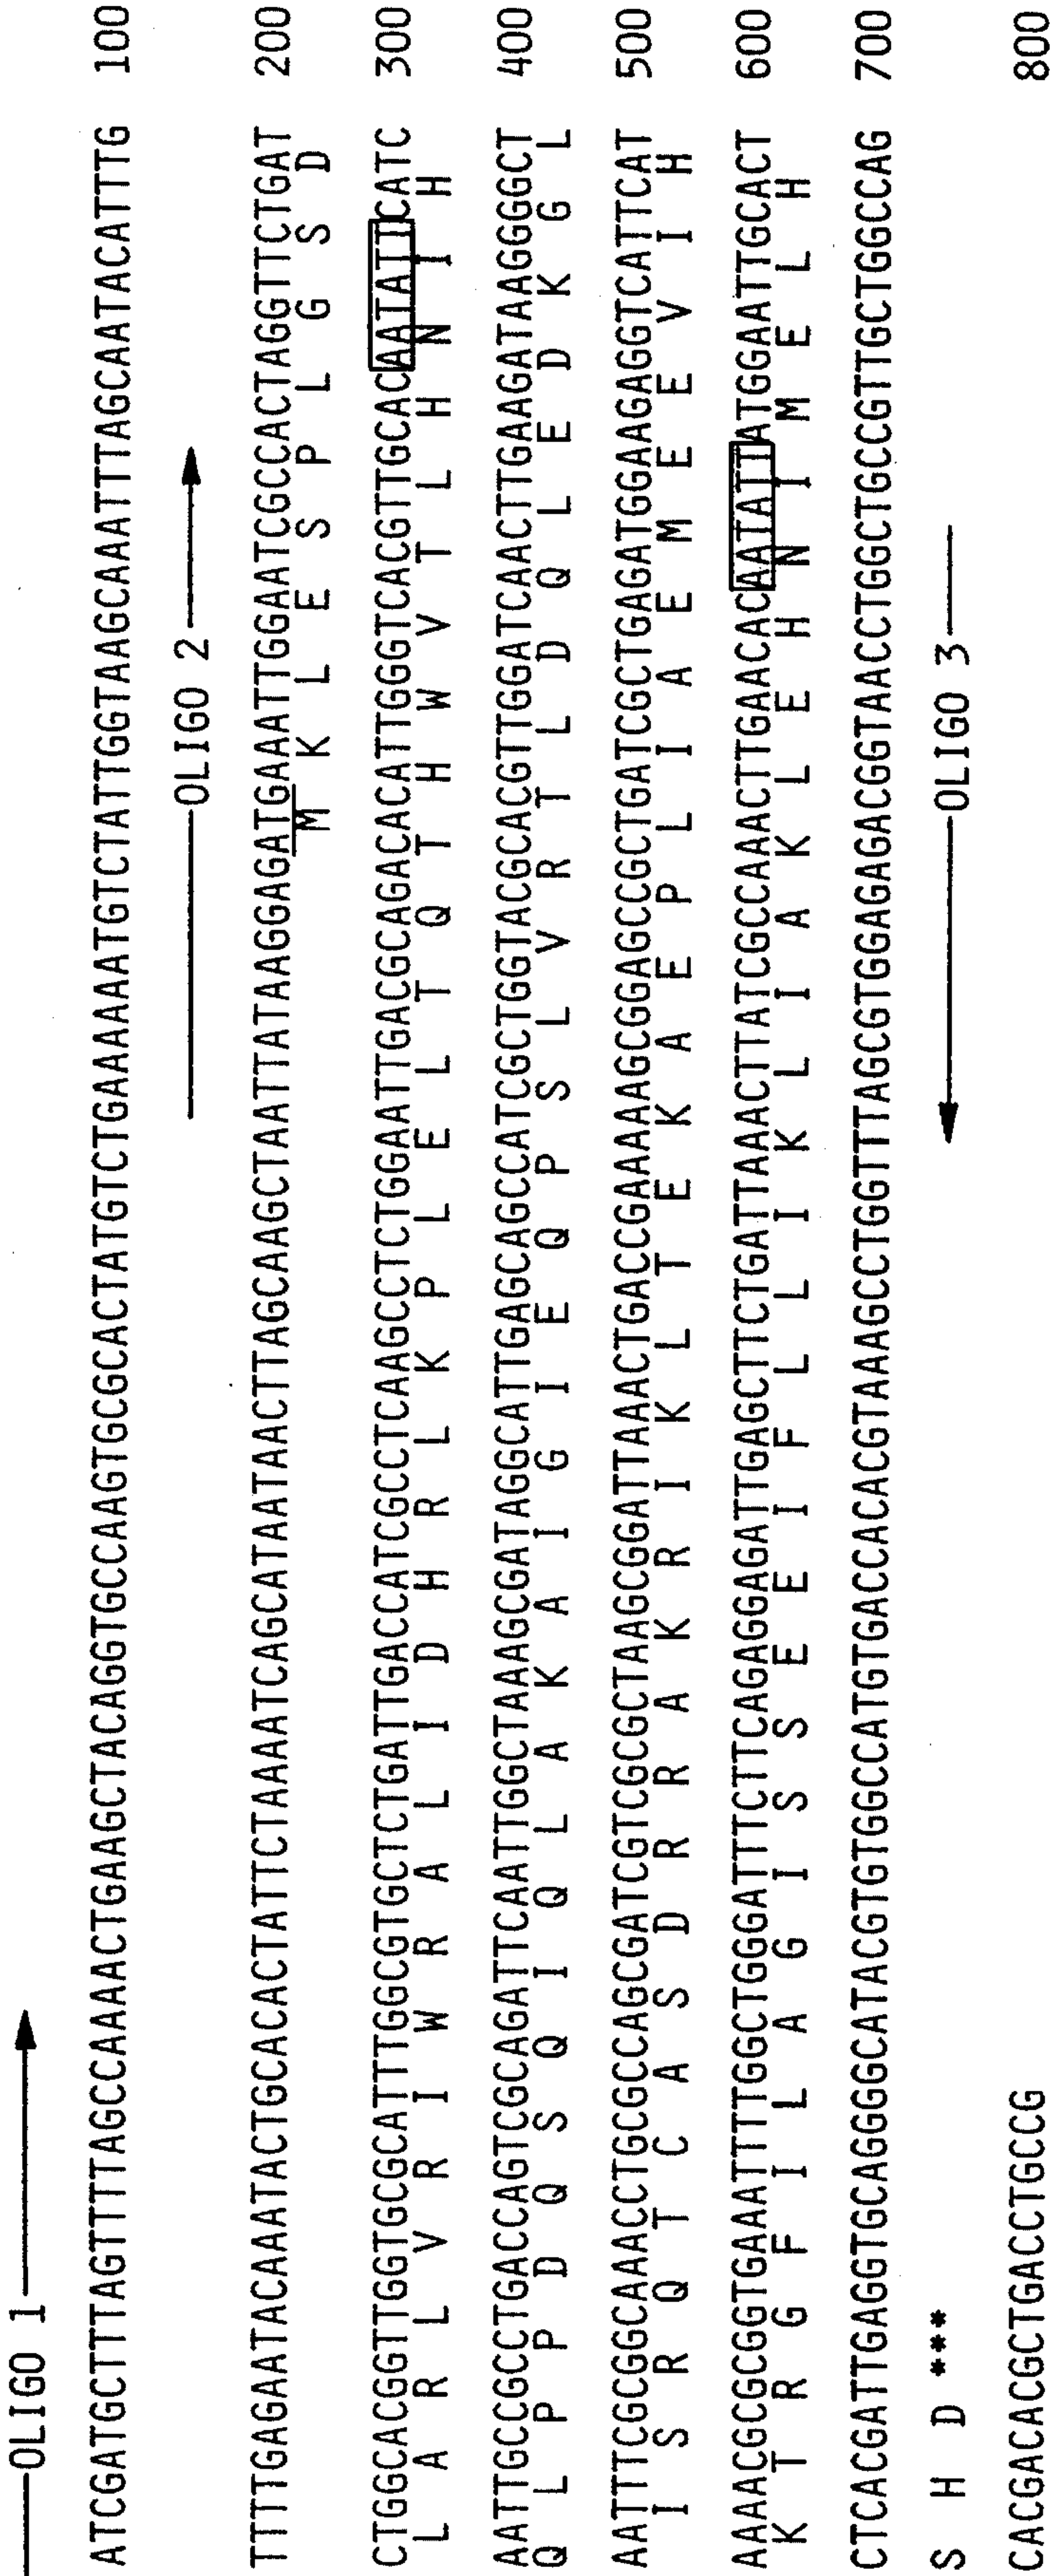 OLIGO 1
ATCGATGCTTTAGTTTTAGCCAAACTGAAGCTACAGGTGCCAAGTGCGCACTATGTCTGAAAAATGTCTATTGGTAAGCAAATTTAGCAATACATTTG 100
OLIGO 2
TTTTGAGAATACAAATACTGCACACTATTCTAAAATCAGCATAATAACTTAGCAAGCTAATTATAAGGAGATGAAATTGGAATCGCCACTAGGTTCTGAT 200
M K L E S P L G S D
CTGGCACGGTTGGTGCGCATTTGGCGTGCTCTGATTGACCATCGCCTCAAGCCTCTGGAATTGACGCAGACACATTGGGTCACGTTGCACAATATTCATC 300
L A R L V R I W R A L I D H R L K P L E L T Q T H W V T L H N I H
AATTGCCGCCTGACCAGTCGCAGATTCAATTGGCTAAAGCGATAGGCATTGAGCAGCCATCGCTGGTACGCACGTTGGATCAACTTGAAGATAAGGGGCT 400
Q L P P D Q S Q I Q L A K A I G I E Q P S L V R T L D Q L E D K G L
AATTTCGCGGCAAACCTGCGCCAGCGATCGTCGCGCTAAGCGGATTAAACTGACCGAAAAAGCGGAGCCGCTGATCGCTGAGATGGAAGAGGTCATTCAT 500
I S R Q T C A S D R R A K R I K L T E K A E P L I A E M E E V I H
AAAACGCGCGGTGAAATTTTGGCTGGGATTTCTTCAGAGGAGATTGAGCTTCTGATTAAACTTATCGCCAAACTTGAACACAATATTATGGAATTGCACT 600
K T R G F I L A G I S S E E I F L L I K L I A K L E H N I M E L H
CTCACGATTGAGGTGCAGGGGCATACGTGTGGCCATGTGACCACACGTAAAGCCTGGTTTAGCGTGGAGAGACGGTAACCTGGCTGCCGTTGCTGGCCAG 700
S H D ***
OLIGO 3
CACGACACGCTGACCTGCCG 800